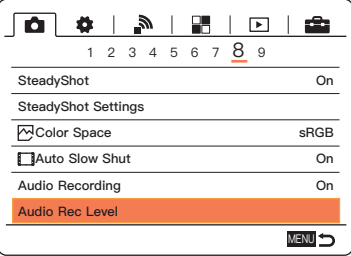 1 2 3 4 5 6 7 8 9
SteadyShot On
SteadyShot Settings
Color Space sRGB
Auto Slow Shut On
Audio Recording On
Audio Rec Level
MENU